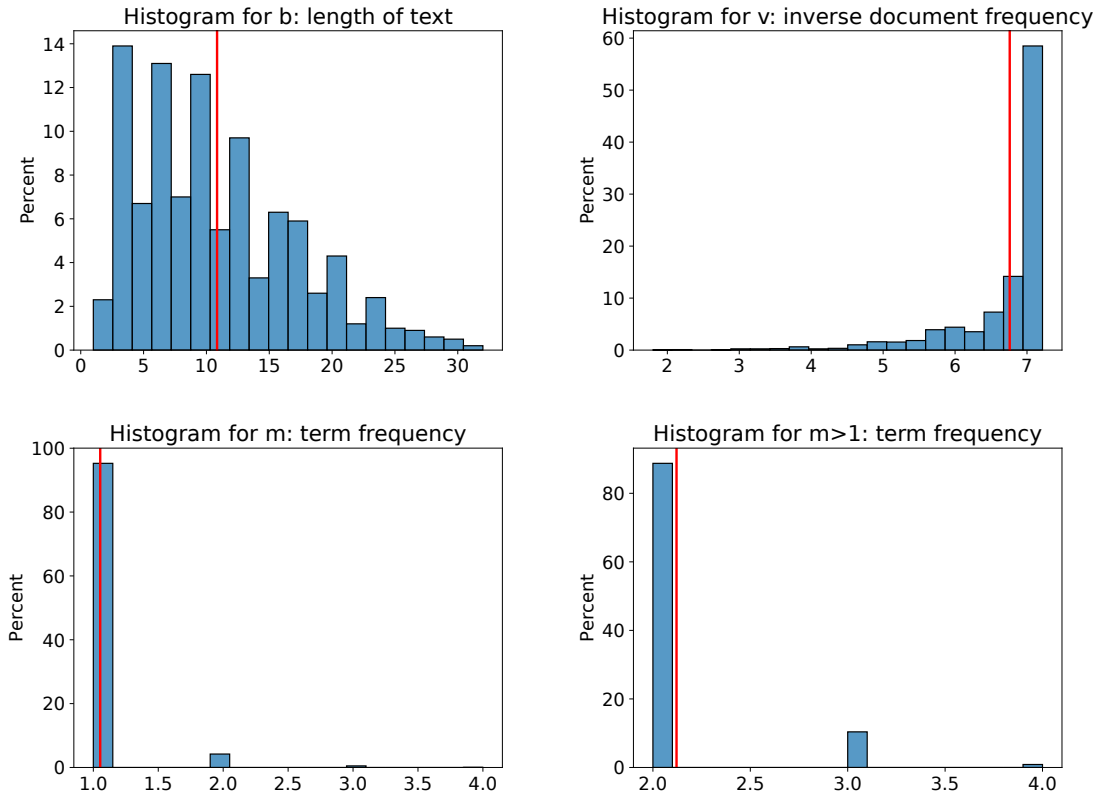 Histogram for b: length of text
Percent
14
12
10
8
6
4
2
0
0 5 10 15 20 25 30
Histogram for v: inverse document frequency
Percent
60
50
40
30
20
10
0
2 3 4 5 6 7
Histogram for m: term frequency
Percent
100
80
60
40
20
0
1.0 1.5 2.0 2.5 3.0 3.5 4.0
Histogram for m>1: term frequency
Percent
80
60
40
20
0
2.0 2.5 3.0 3.5 4.0